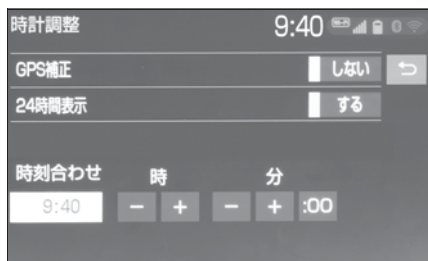 時計調整 9:40
GPS補正 しない
24時間表示 する
時刻合わせ 時 分
9:40 − + − + :00